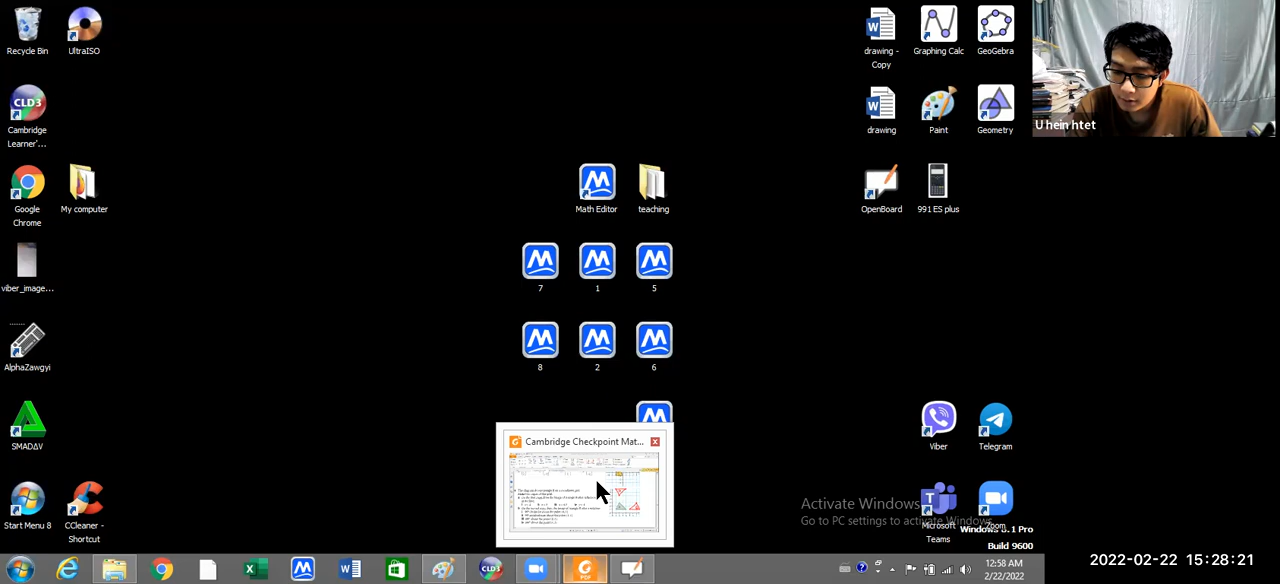 Recycle Bin
UltraISO
drawing -
Copy
Graphing Calc
GeoGebra
U hein htet
CLD3
Cambridge
Learner'...
drawing
Paint
Geometry
Google
Chrome
My computer
Math Editor
teaching
OpenBoard
991 ES plus
viber_image...
7
1
5
AlphaZawgyi
8
2
6
SMADΔV
Cambridge Checkpoint Mat...
Viber
Telegram
Start Menu 8
CCleaner -
Shortcut
Microsoft
Teams
Zoom
Activate Windows
Go to PC settings to activate Windows.
Windows 8.1 Pro
Build 9600
CLD3
PDF
12:58 AM
2/22/2022
2022-02-22 15:28:21